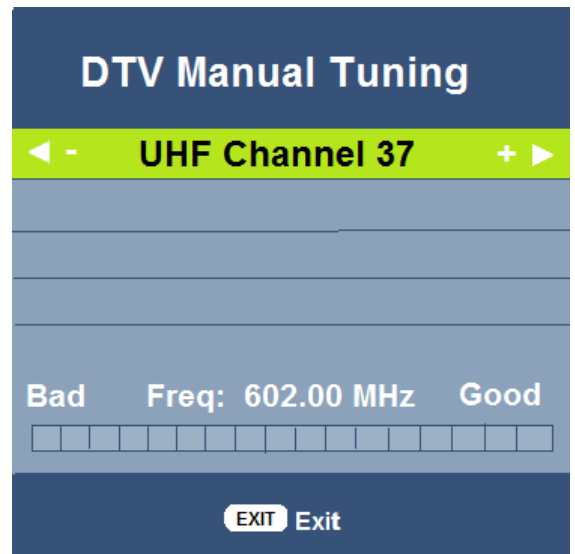 DTV Manual Tuning
◄ - UHF Channel 37 + ►
Bad Freq: 602.00 MHz Good
EXIT Exit